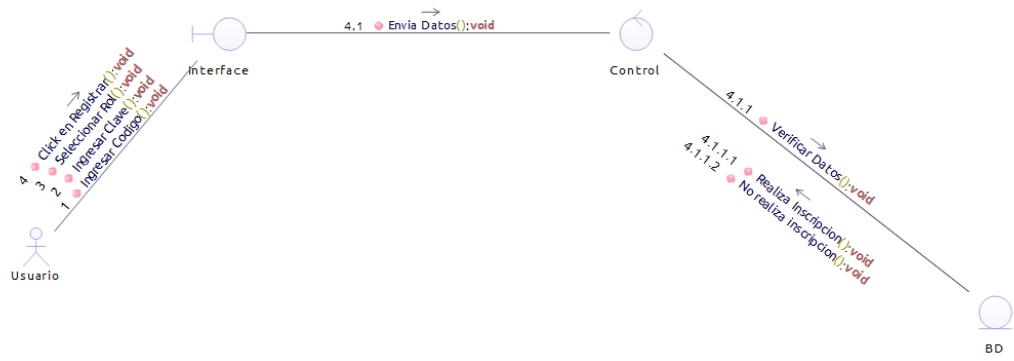 4.1 Envia Datos():void
Interface
Control
4 Click en Registrar():void
3 Seleccionar Rol():void
2 Ingresar Clave():void
1 Ingresar Codigo():void
Usuario
4.1.1 Verificar Datos():void
4.1.1.1 Realiza Inscripcion():void
4.1.1.2 No realiza inscripcion():void
BD